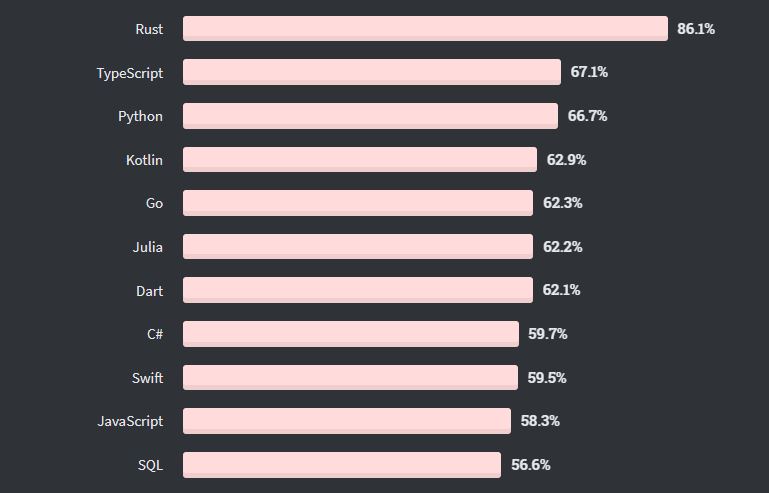 Rust 86.1%
TypeScript 67.1%
Python 66.7%
Kotlin 62.9%
Go 62.3%
Julia 62.2%
Dart 62.1%
C# 59.7%
Swift 59.5%
JavaScript 58.3%
SQL 56.6%